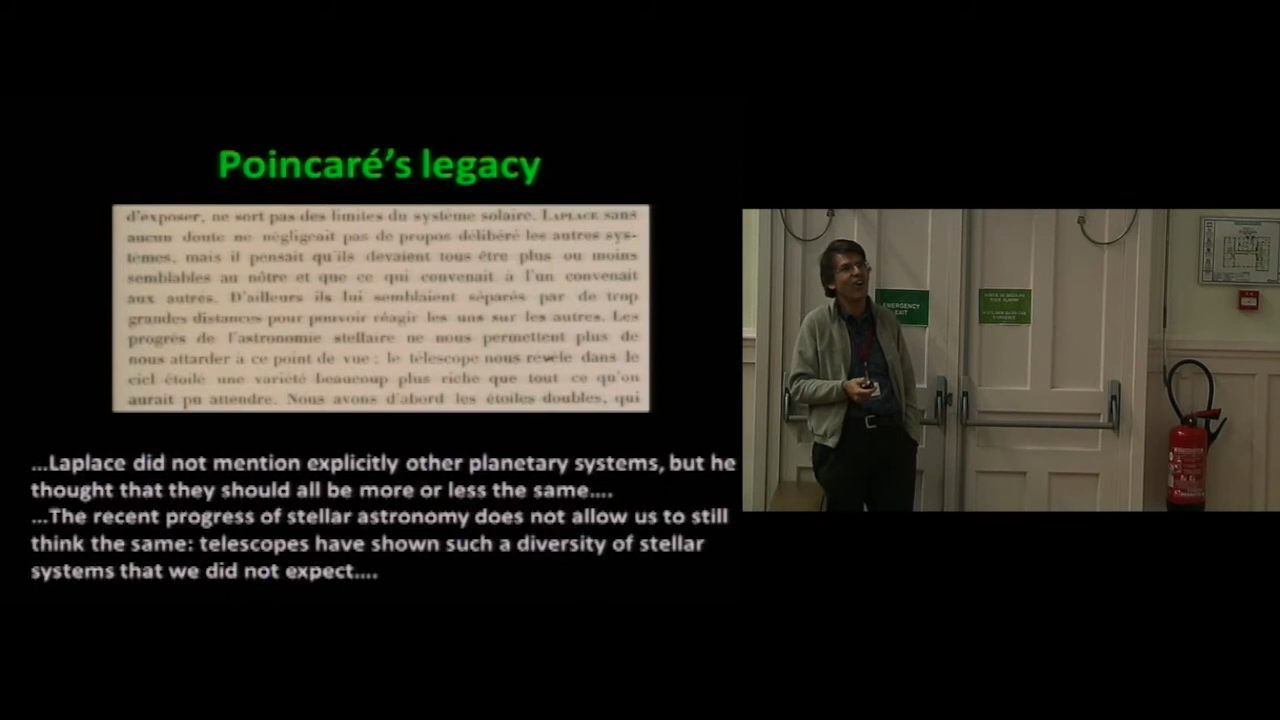 Poincaré's legacy
d'exposer, ne sort pas des limites du système solaire. LAPLACE sans
aucun doute ne négligeait pas de propos délibéré les autres sys-
tèmes, mais il pensait qu'ils devaient tous être plus ou moins
semblables au nôtre et que ce qui convenait à l'un convenait
aux autres. D'ailleurs ils lui semblaient séparés par de trop
grandes distances pour pouvoir réagir les uns sur les autres. Les
progrès de l'astronomie stellaire ne nous permettent plus de
nous attarder à ce point de vue ; le télescope nous révèle dans le
ciel étoilé une variété beaucoup plus riche que tout ce qu'on
aurait pu attendre. Nous avons d'abord les étoiles doubles, qui
...Laplace did not mention explicitly other planetary systems, but he
thought that they should all be more or less the same....
...The recent progress of stellar astronomy does not allow us to still
think the same: telescopes have shown such a diversity of stellar
systems that we did not expect....
EMERGENCY
EXIT